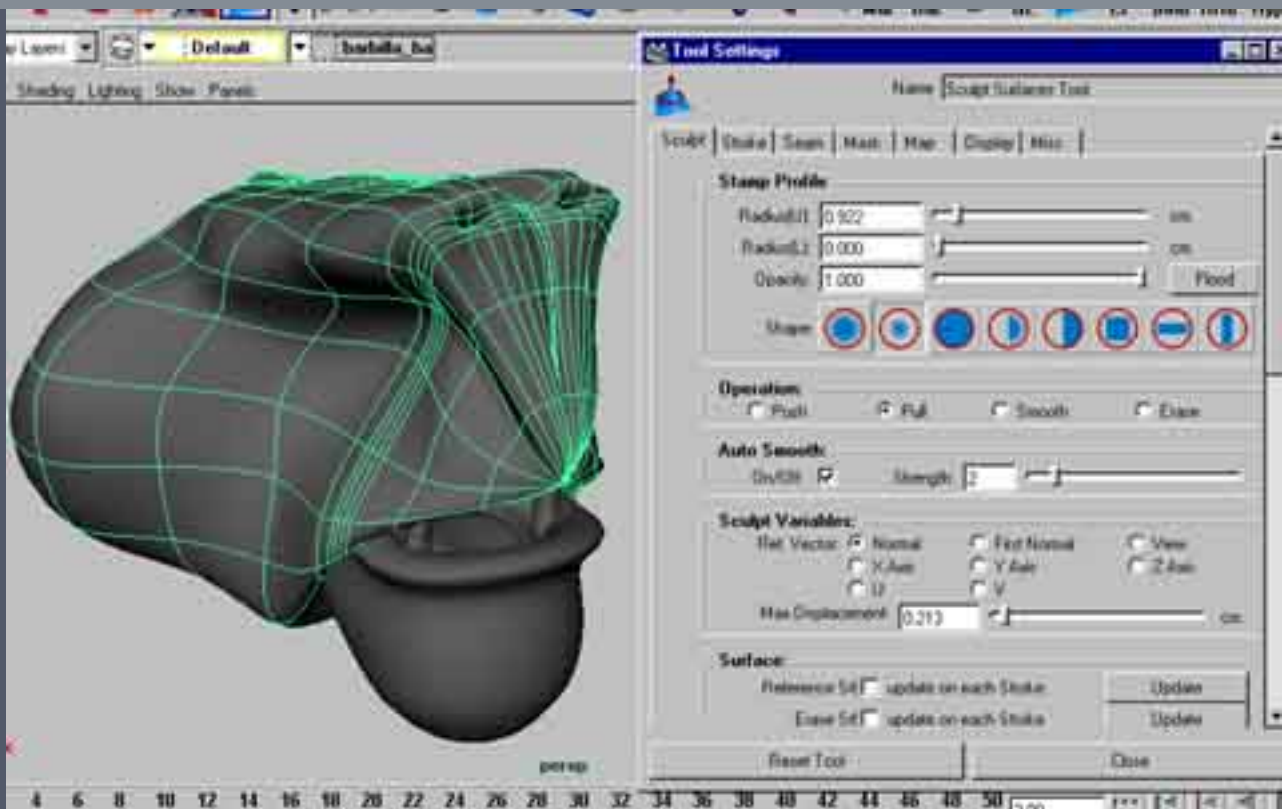 Default
barbilla_ba
Shading Lighting Show Panels
persp
Tool Settings
Name Sculpt Surfaces Tool
Sculpt Stroke Seam Mask Map Display Misc
Stamp Profile
Radius(U) 0.922 cm
Radius(L) 0.000 cm
Opacity 1.000 Flood
Shape
Operation:
Push Pull Smooth Erase
Auto Smooth:
On/Off Strength 2
Sculpt Variables:
Ref. Vector Normal First Normal View
X Axis Y Axis Z Axis
U V
Max Displacement 0.213 cm
Surface:
Reference Srf update on each Stroke Update
Erase Srf update on each Stroke Update
Reset Tool Close
4 6 8 10 12 14 16 18 20 22 24 26 28 30 32 34 36 38 40 42 44 46 48 50